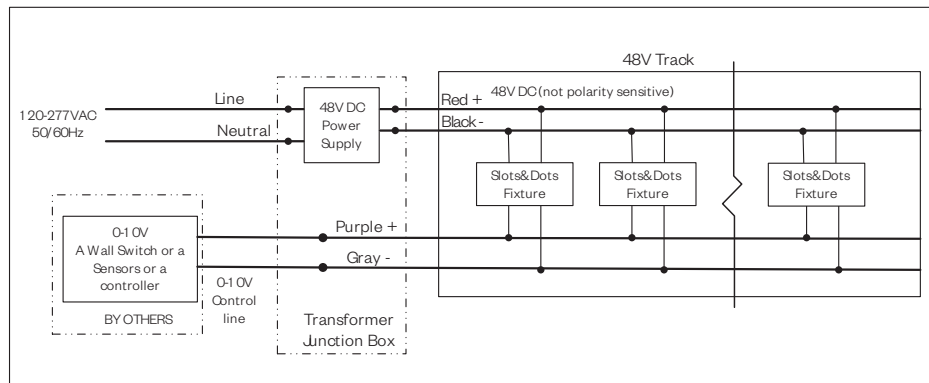 48V Track
120-277VAC
50/60Hz
Line
Neutral
48V DC
Power
Supply
Red +
Black -
48V DC (not polarity sensitive)
Slots&Dots
Fixture
Slots&Dots
Fixture
Slots&Dots
Fixture
0-10V
A Wall Switch or a
Sensors or a
controller
BY OTHERS
Purple +
Gray -
0-10V
Control
line
Transformer
Junction Box